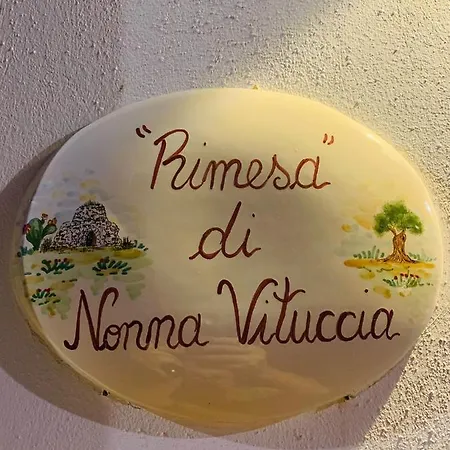 "Rimesa"
di
Nonna Vituccia